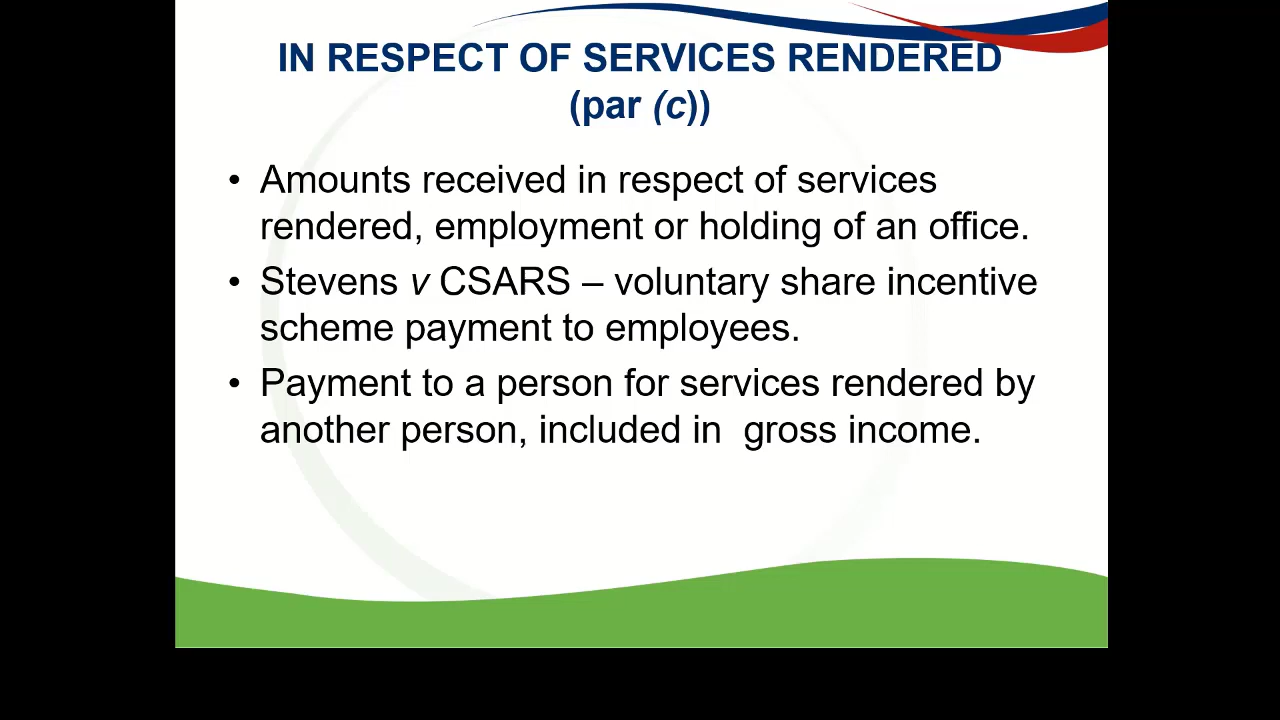 IN RESPECT OF SERVICES RENDERED
(par (c))
• Amounts received in respect of services
rendered, employment or holding of an office.
• Stevens v CSARS – voluntary share incentive
scheme payment to employees.
• Payment to a person for services rendered by
another person, included in  gross income.